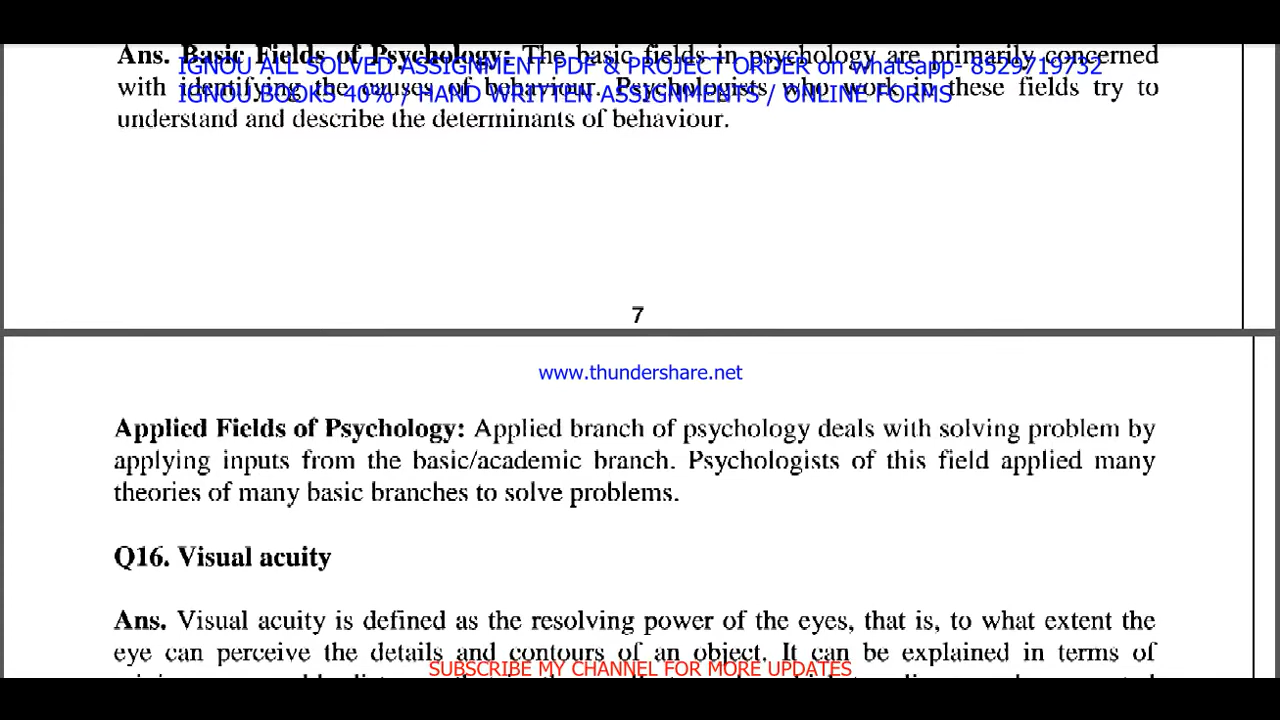 Ans. Basic Fields of Psychology: The basic fields in psychology are primarily concerned
IGNOU ALL SOLVED ASSIGNMENT PDF & PROJECT ORDER on whatsapp- 8529719732
with identifying the causes of behaviour. Psychologists who work in these fields try to
IGNOU BOOKS 40% / HAND WRITTEN ASSIGNMENTS / ONLINE FORMS
understand and describe the determinants of behaviour.
7
www.thundershare.net
Applied Fields of Psychology: Applied branch of psychology deals with solving problem by
applying inputs from the basic/academic branch. Psychologists of this field applied many
theories of many basic branches to solve problems.
Q16. Visual acuity
Ans. Visual acuity is defined as the resolving power of the eyes, that is, to what extent the
eye can perceive the details and contours of an object. It can be explained in terms of
SUBSCRIBE MY CHANNEL FOR MORE UPDATES